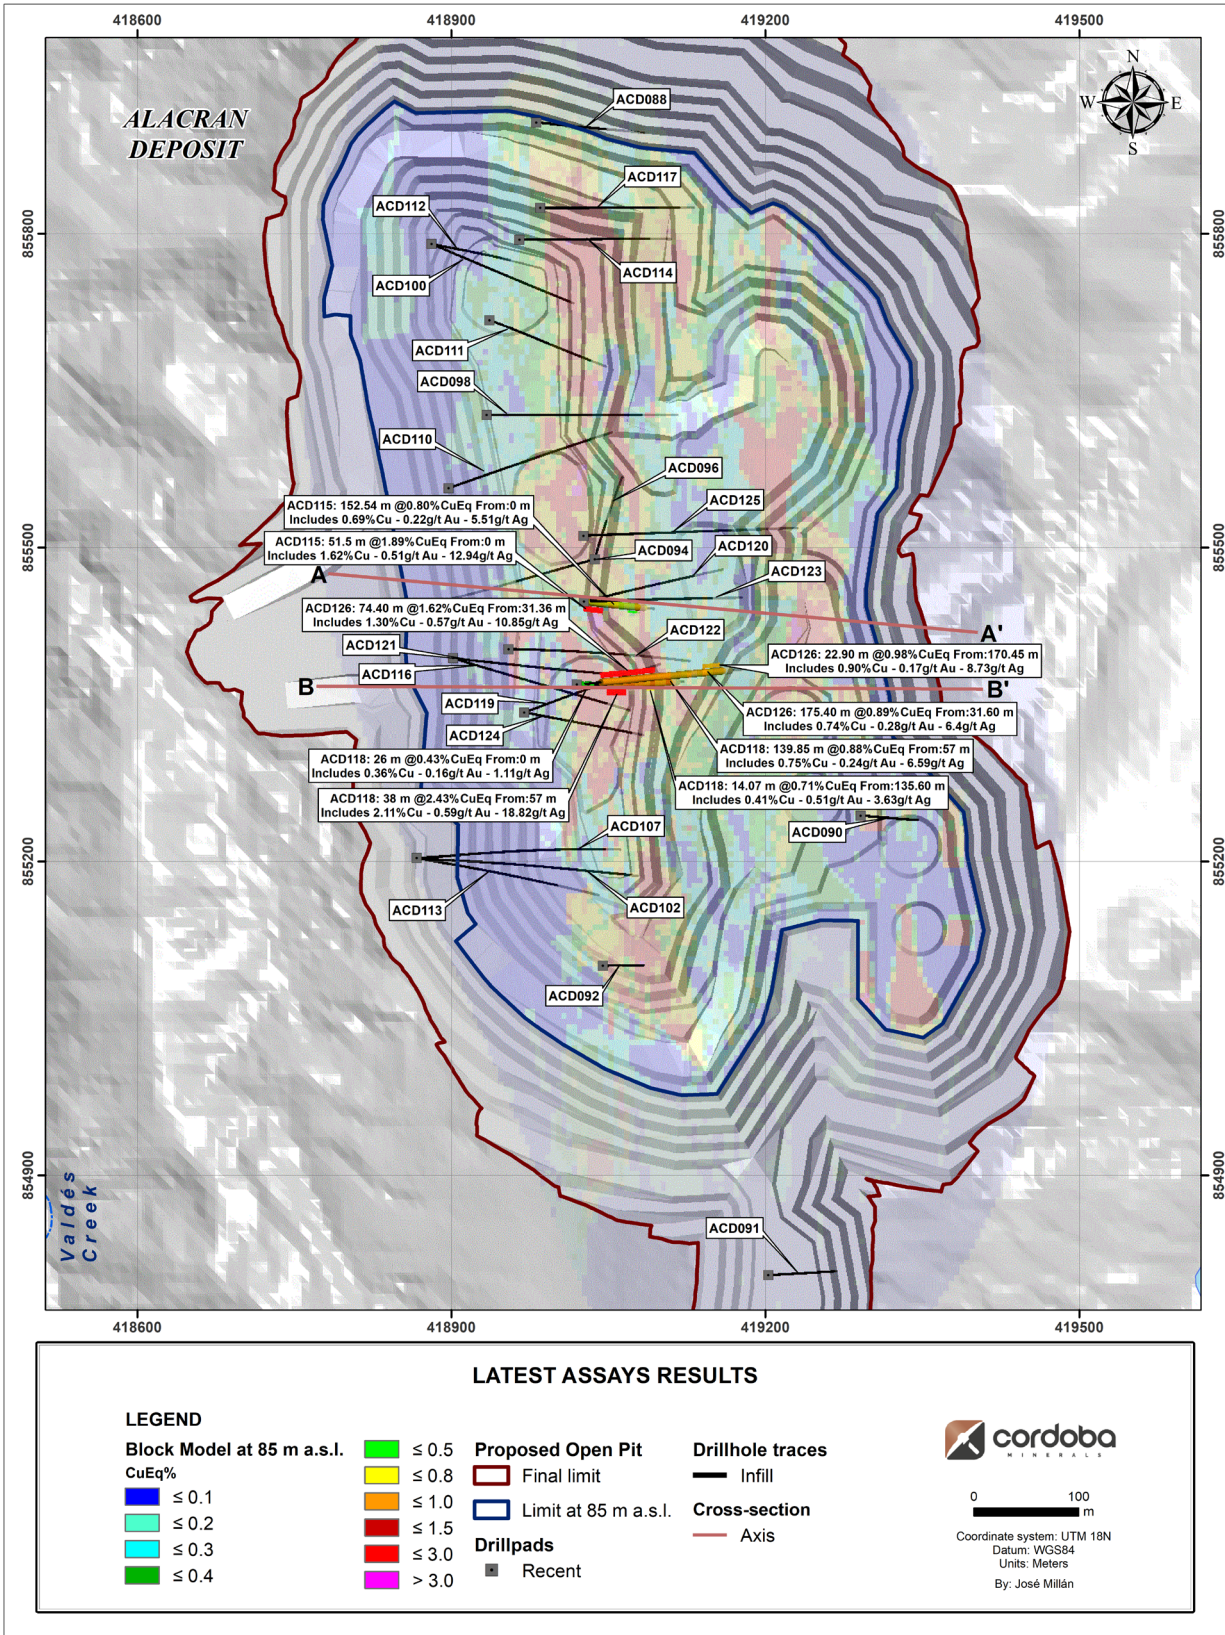 418600
418900
419200
419500
ALACRAN
DEPOSIT
N
W
E
S
ACD088
ACD117
ACD112
855800
855800
ACD114
ACD100
ACD111
ACD098
ACD110
ACD096
ACD125
ACD115: 152.54 m @0.80%CuEq From:0 m
Includes 0.69%Cu - 0.22g/t Au - 5.51g/t Ag
ACD115: 51.5 m @1.89%CuEq From:0 m
Includes 1.62%Cu - 0.51g/t Au - 12.94g/t Ag
855500
855500
ACD094
ACD120
ACD123
A
A'
ACD126: 74.40 m @1.62%CuEq From:31.36 m
Includes 1.30%Cu - 0.57g/t Au - 10.85g/t Ag
ACD122
ACD121
ACD116
ACD126: 22.90 m @0.98%CuEq From:170.45 m
Includes 0.90%Cu - 0.17g/t Au - 8.73g/t Ag
B
B'
ACD119
ACD124
ACD126: 175.40 m @0.89%CuEq From:31.60 m
Includes 0.74%Cu - 0.28g/t Au - 6.4g/t Ag
ACD118: 139.85 m @0.88%CuEq From:57 m
Includes 0.75%Cu - 0.24g/t Au - 6.59g/t Ag
ACD118: 26 m @0.43%CuEq From:0 m
Includes 0.36%Cu - 0.16g/t Au - 1.11g/t Ag
ACD118: 14.07 m @0.71%CuEq From:135.60 m
Includes 0.41%Cu - 0.51g/t Au - 3.63g/t Ag
ACD118: 38 m @2.43%CuEq From:57 m
Includes 2.11%Cu - 0.59g/t Au - 18.82g/t Ag
ACD107
ACD090
855200
855200
ACD113
ACD102
ACD092
854900
854900
Valdés
Creek
ACD091
418600
418900
419200
419500
LATEST ASSAYS RESULTS
LEGEND
Block Model at 85 m a.s.l.
CuEq%
≤ 0.1
≤ 0.2
≤ 0.3
≤ 0.4
≤ 0.5
≤ 0.8
≤ 1.0
≤ 1.5
≤ 3.0
> 3.0
Proposed Open Pit
Final limit
Limit at 85 m a.s.l.
Drillpads
Recent
Drillhole traces
Infill
Cross-section
Axis
cordoba
MINERALS
0 100
m
Coordinate system: UTM 18N
Datum: WGS84
Units: Meters
By: José Millán